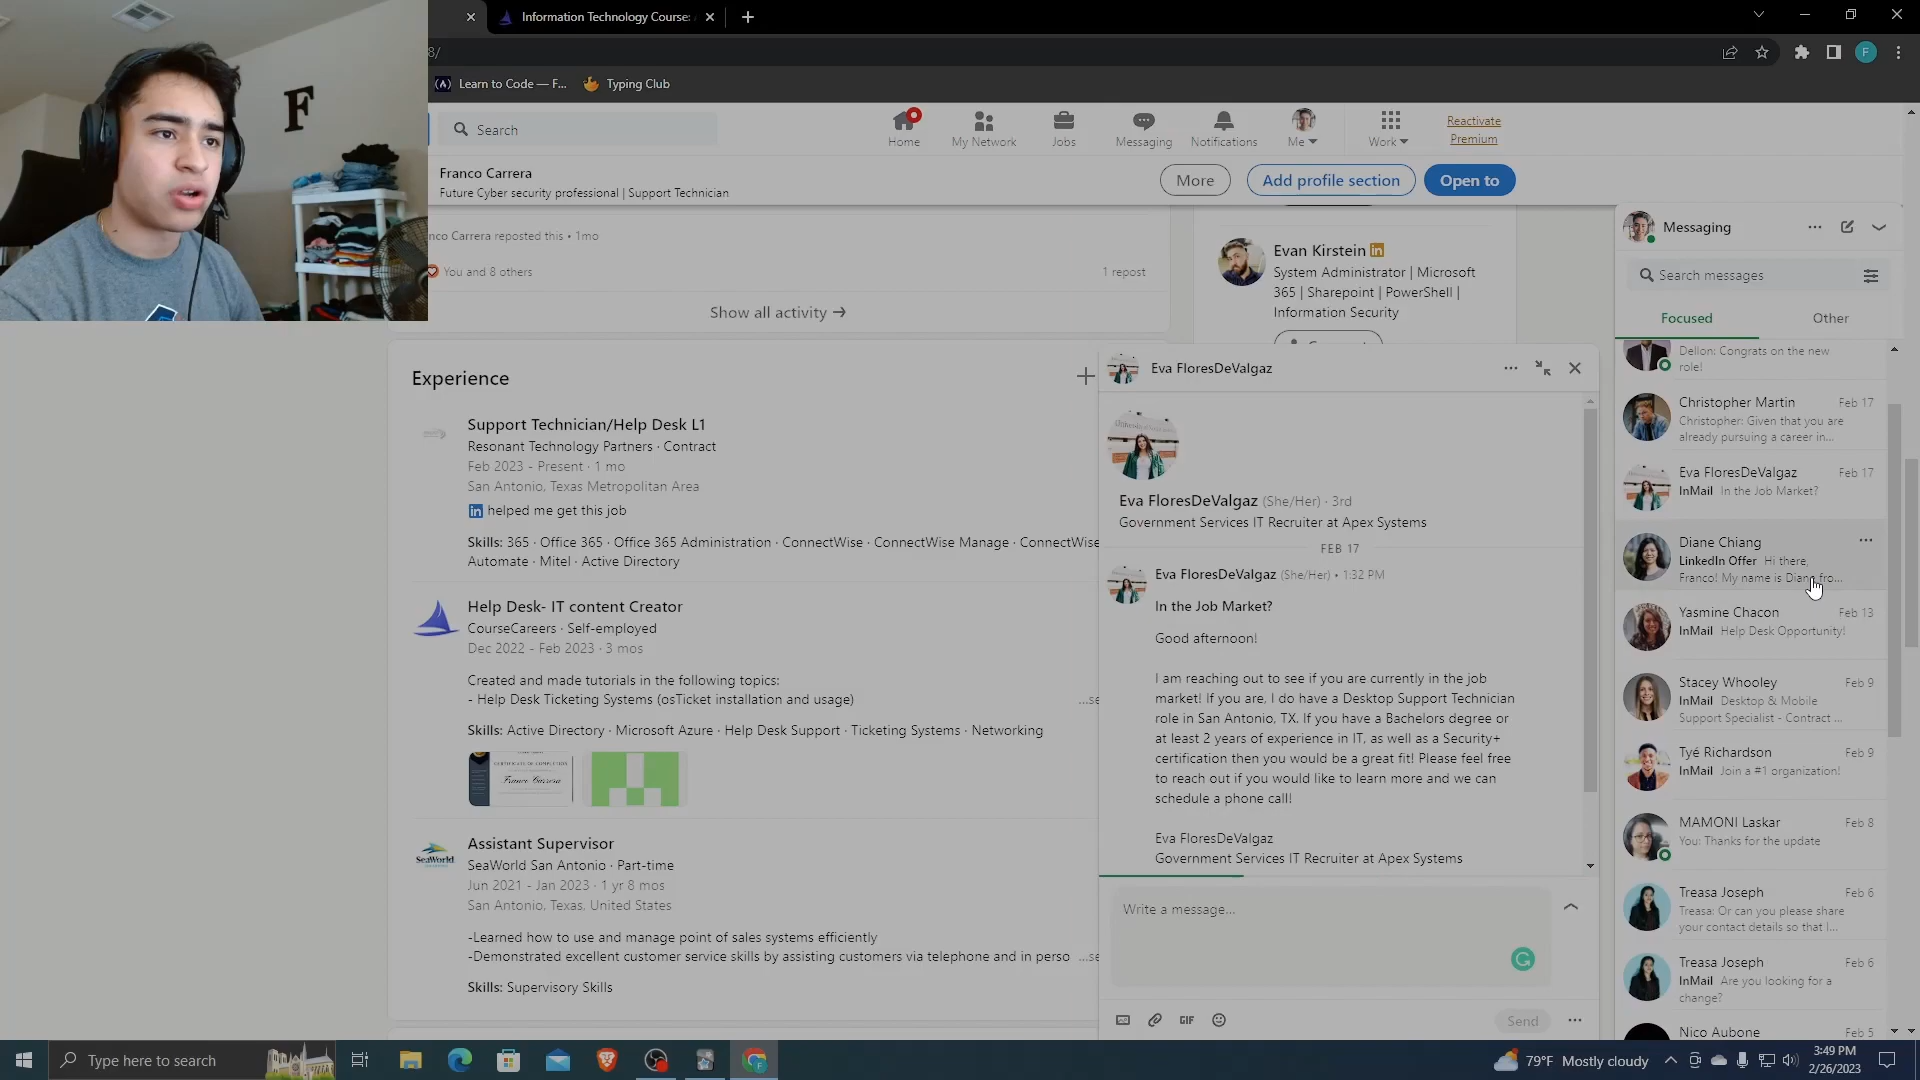 Information Technology Course:
8/
Learn to Code — F...
Typing Club
F
Search
Home
My Network
Jobs
Messaging
Notifications
Me
Work
Reactivate
Premium
Franco Carrera
Future Cyber security professional | Support Technician
More
Add profile section
Open to
nco Carrera reposted this • 1mo
You and 8 others
1 repost
Show all activity →
Evan Kirstein in
System Administrator | Microsoft
365 | Sharepoint | PowerShell |
Information Security
Experience
Support Technician/Help Desk L1
Resonant Technology Partners · Contract
Feb 2023 - Present · 1 mo
San Antonio, Texas Metropolitan Area
in helped me get this job
Skills: 365 · Office 365 · Office 365 Administration · ConnectWise · ConnectWise Manage · ConnectWise
Automate · Mitel · Active Directory
Help Desk- IT content Creator
CourseCareers · Self-employed
Dec 2022 - Feb 2023 · 3 mos
Created and made tutorials in the following topics:
- Help Desk Ticketing Systems (osTicket installation and usage)
...se
Skills: Active Directory · Microsoft Azure · Help Desk Support · Ticketing Systems · Networking
CERTIFICATE OF COMPLETION
Franco Carrera
SeaWorld
Assistant Supervisor
SeaWorld San Antonio · Part-time
Jun 2021 - Jan 2023 · 1 yr 8 mos
San Antonio, Texas, United States
-Learned how to use and manage point of sales systems efficiently
-Demonstrated excellent customer service skills by assisting customers via telephone and in perso ...se
Skills: Supervisory Skills
Eva FloresDeValgaz
Eva FloresDeValgaz (She/Her) · 3rd
Government Services IT Recruiter at Apex Systems
FEB 17
Eva FloresDeValgaz (She/Her) • 1:32 PM
In the Job Market?
Good afternoon!
I am reaching out to see if you are currently in the job
market! If you are, I do have a Desktop Support Technician
role in San Antonio, TX. If you have a Bachelors degree or
at least 2 years of experience in IT, as well as a Security+
certification then you would be a great fit! Please feel free
to reach out if you would like to learn more and we can
schedule a phone call!
Eva FloresDeValgaz
Government Services IT Recruiter at Apex Systems
Write a message...
GIF
Send
Messaging
Search messages
Focused
Other
Dellon: Congrats on the new
role!
Christopher Martin Feb 17
Christopher: Given that you are
already pursuing a career in...
Eva FloresDeValgaz Feb 17
InMail In the Job Market?
Diane Chiang
LinkedIn Offer Hi there,
Franco! My name is Diane fro...
Yasmine Chacon Feb 13
InMail Help Desk Opportunity!
Stacey Whooley Feb 9
InMail Desktop & Mobile
Support Specialist - Contract ...
Tyé Richardson Feb 9
InMail Join a #1 organization!
MAMONI Laskar Feb 8
You: Thanks for the update
Treasa Joseph Feb 6
Treasa: Or can you please share
your contact details so that I...
Treasa Joseph Feb 6
InMail Are you looking for a
change?
Nico Aubone Feb 5
Type here to search
79°F Mostly cloudy
3:49 PM
2/26/2023
F